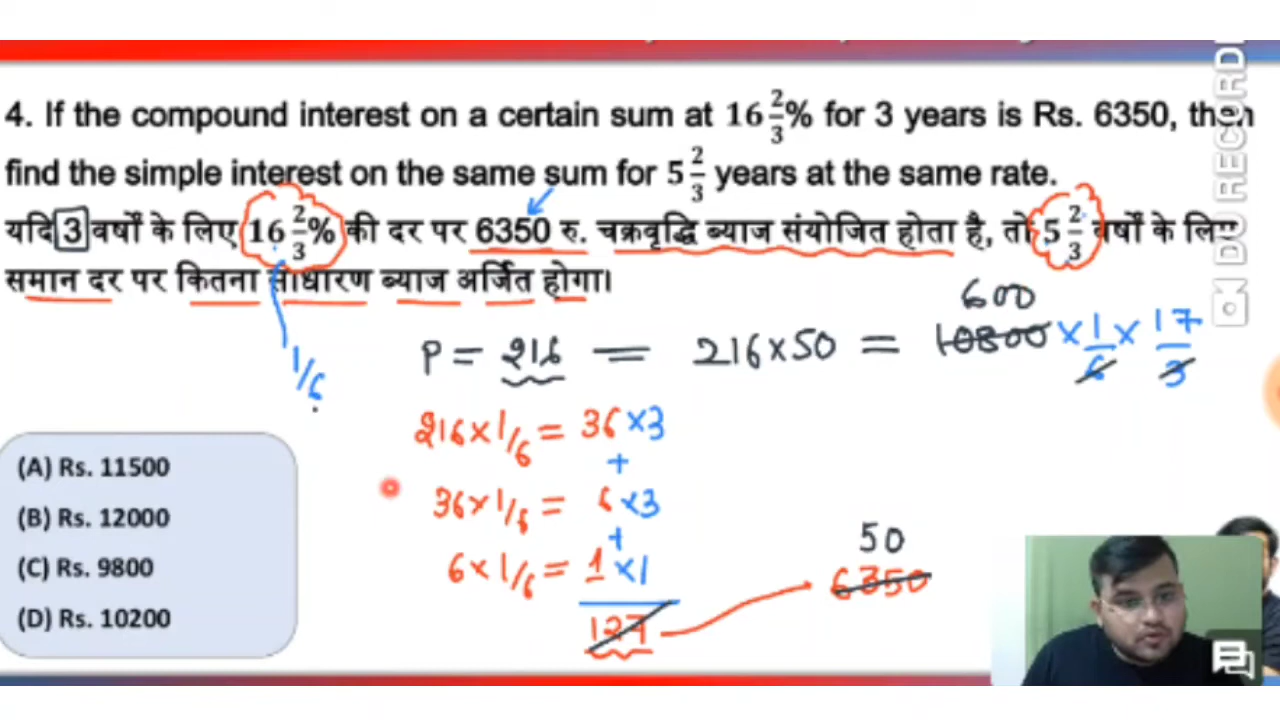 4. If the compound interest on a certain sum at 16 2/3% for 3 years is Rs. 6350, then
find the simple interest on the same sum for 5 2/3 years at the same rate.
यदि 3 वर्षों के लिए 16 2/3% की दर पर 6350 रु. चक्रवृद्धि ब्याज संयोजित होता है, तो 5 2/3 वर्षों के लिए
समान दर पर कितना साधारण ब्याज अर्जित होगा।
1/6
600
P = 216 = 216×50 = 10800 × 1/6 × 17/3
216×1/6 = 36 ×3
+
36×1/6 = 6 ×3
+
6×1/6 = 1 ×1
127
50
6350
(A) Rs. 11500
(B) Rs. 12000
(C) Rs. 9800
(D) Rs. 10200
DU RECORD